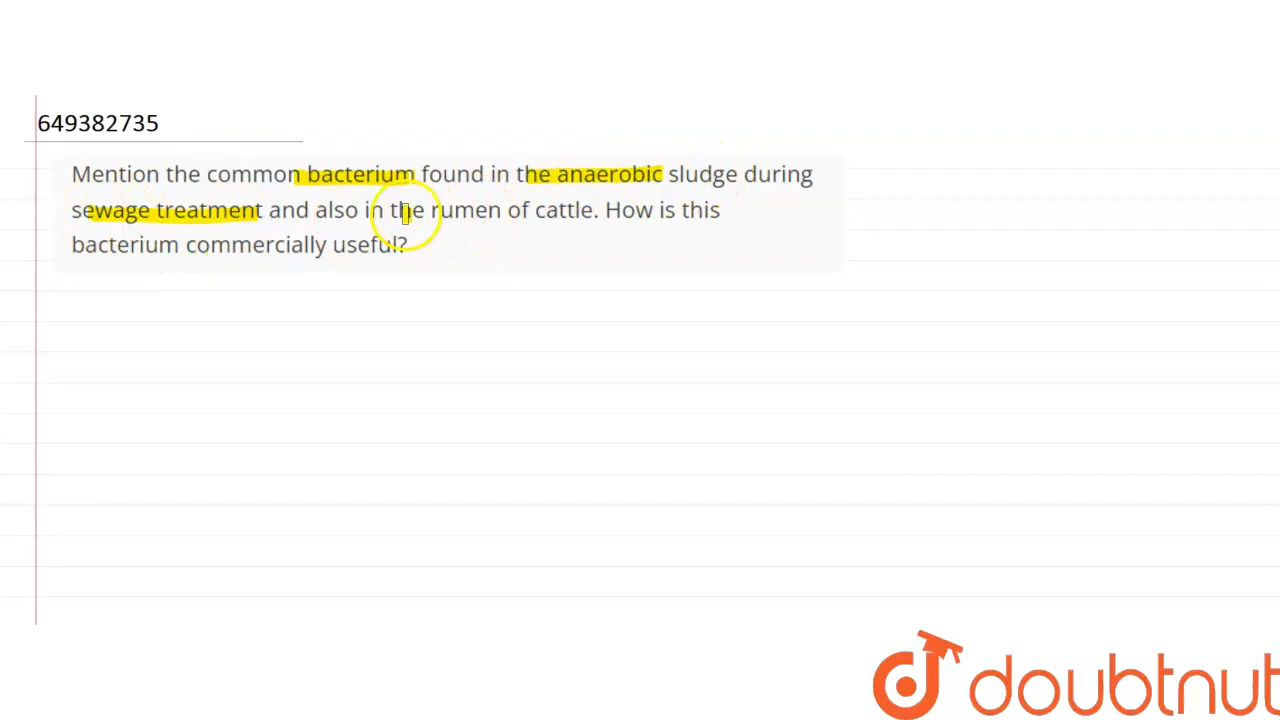 649382735
Mention the common bacterium found in the anaerobic sludge during
sewage treatment and also in the rumen of cattle. How is this
bacterium commercially useful?
doubtnut